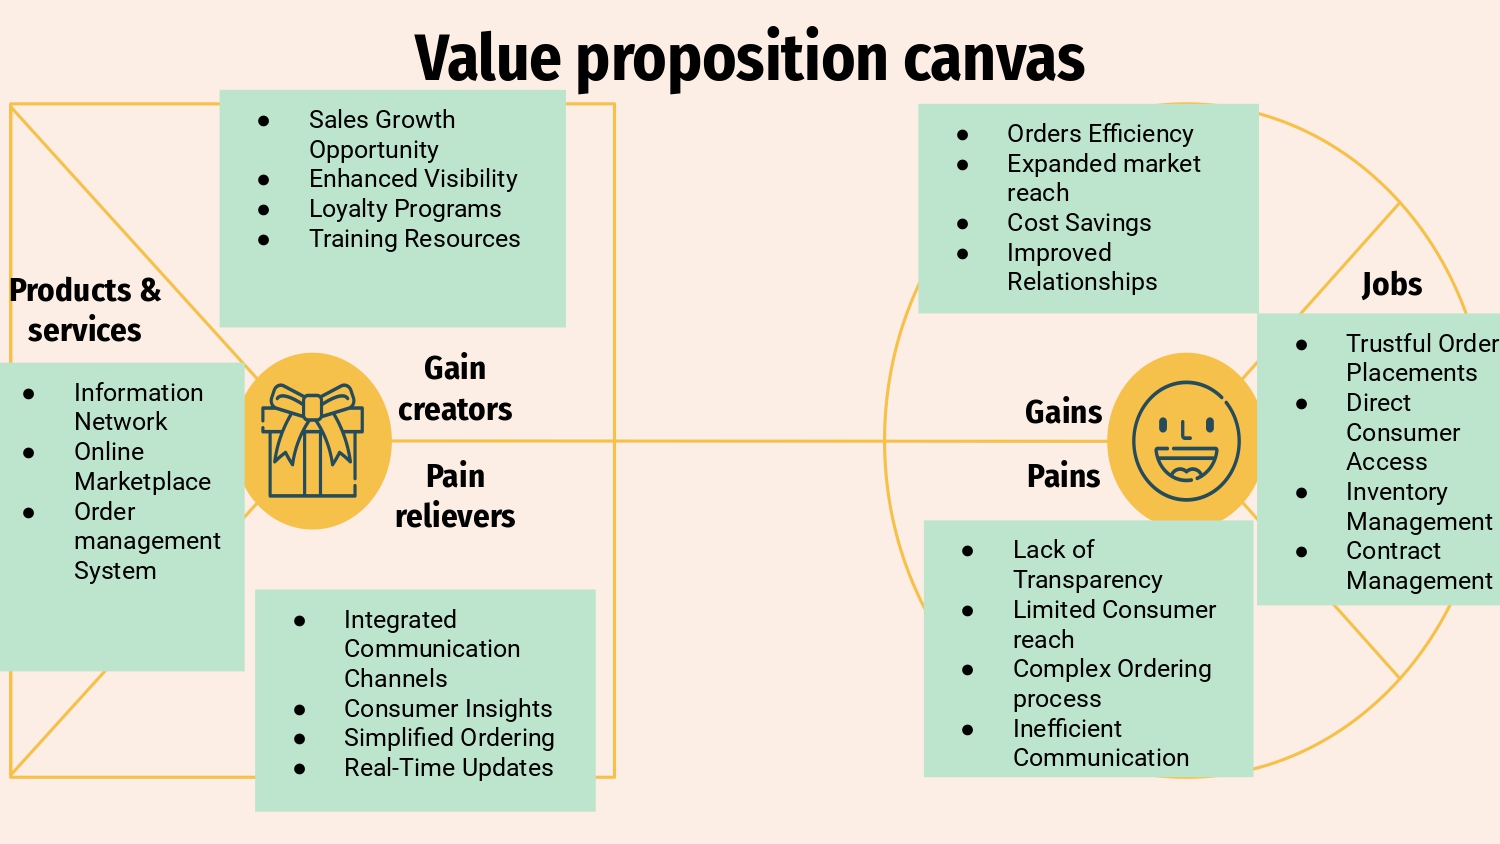 Value proposition canvas
● Sales Growth
Opportunity
● Enhanced Visibility
● Loyalty Programs
● Training Resources
Products &
services
● Information
Network
● Online
Marketplace
● Order
management
System
Gain
creators
Pain
relievers
● Integrated
Communication
Channels
● Consumer Insights
● Simplified Ordering
● Real-Time Updates
● Orders Efficiency
● Expanded market
reach
● Cost Savings
● Improved
Relationships
Gains
Pains
● Lack of
Transparency
● Limited Consumer
reach
● Complex Ordering
process
● Inefficient
Communication
Jobs
● Trustful Order
Placements
● Direct
Consumer
Access
● Inventory
Management
● Contract
Management